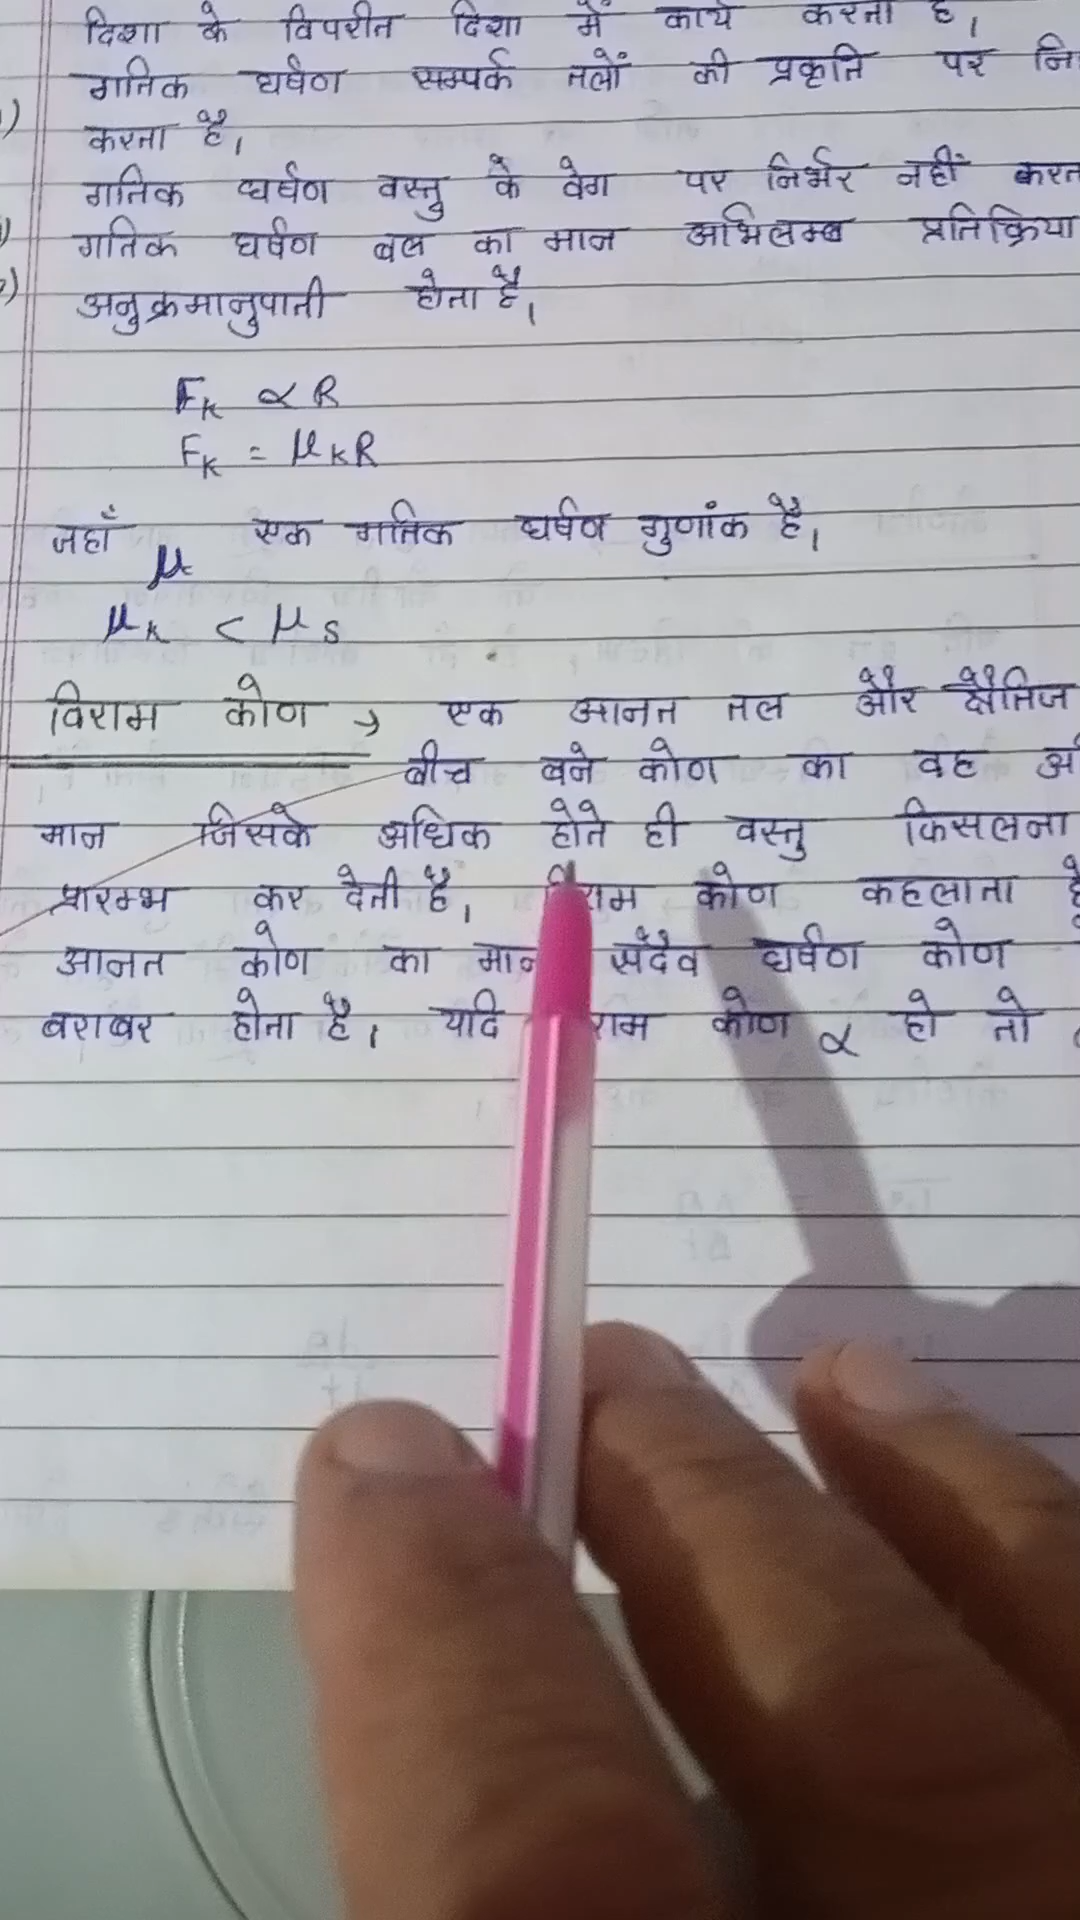 दिशा के विपरीत दिशा में कार्य करता है।
गतिक घर्षण सम्पर्क तलों की प्रकृति पर नि
करता है।
गतिक घर्षण वस्तु के वेग पर निर्भर नहीं करत
गतिक घर्षण बल का मान अभिलम्ब प्रतिक्रिया
अनुक्रमानुपाती होता है।
Fk ∝ R
Fk = μkR
जहाँ μ एक गतिक घर्षण गुणांक है।
μk < μs
विराम कोण → एक आनत तल और क्षैतिज
बीच बने कोण का वह अ
मान जिसके अधिक होते ही वस्तु फिसलना
प्रारम्भ कर देती है, राम कोण कहलाता है
आनत कोण का मान सदैव घर्षण कोण
बराबर होता है। यदि राम कोण α हो तो